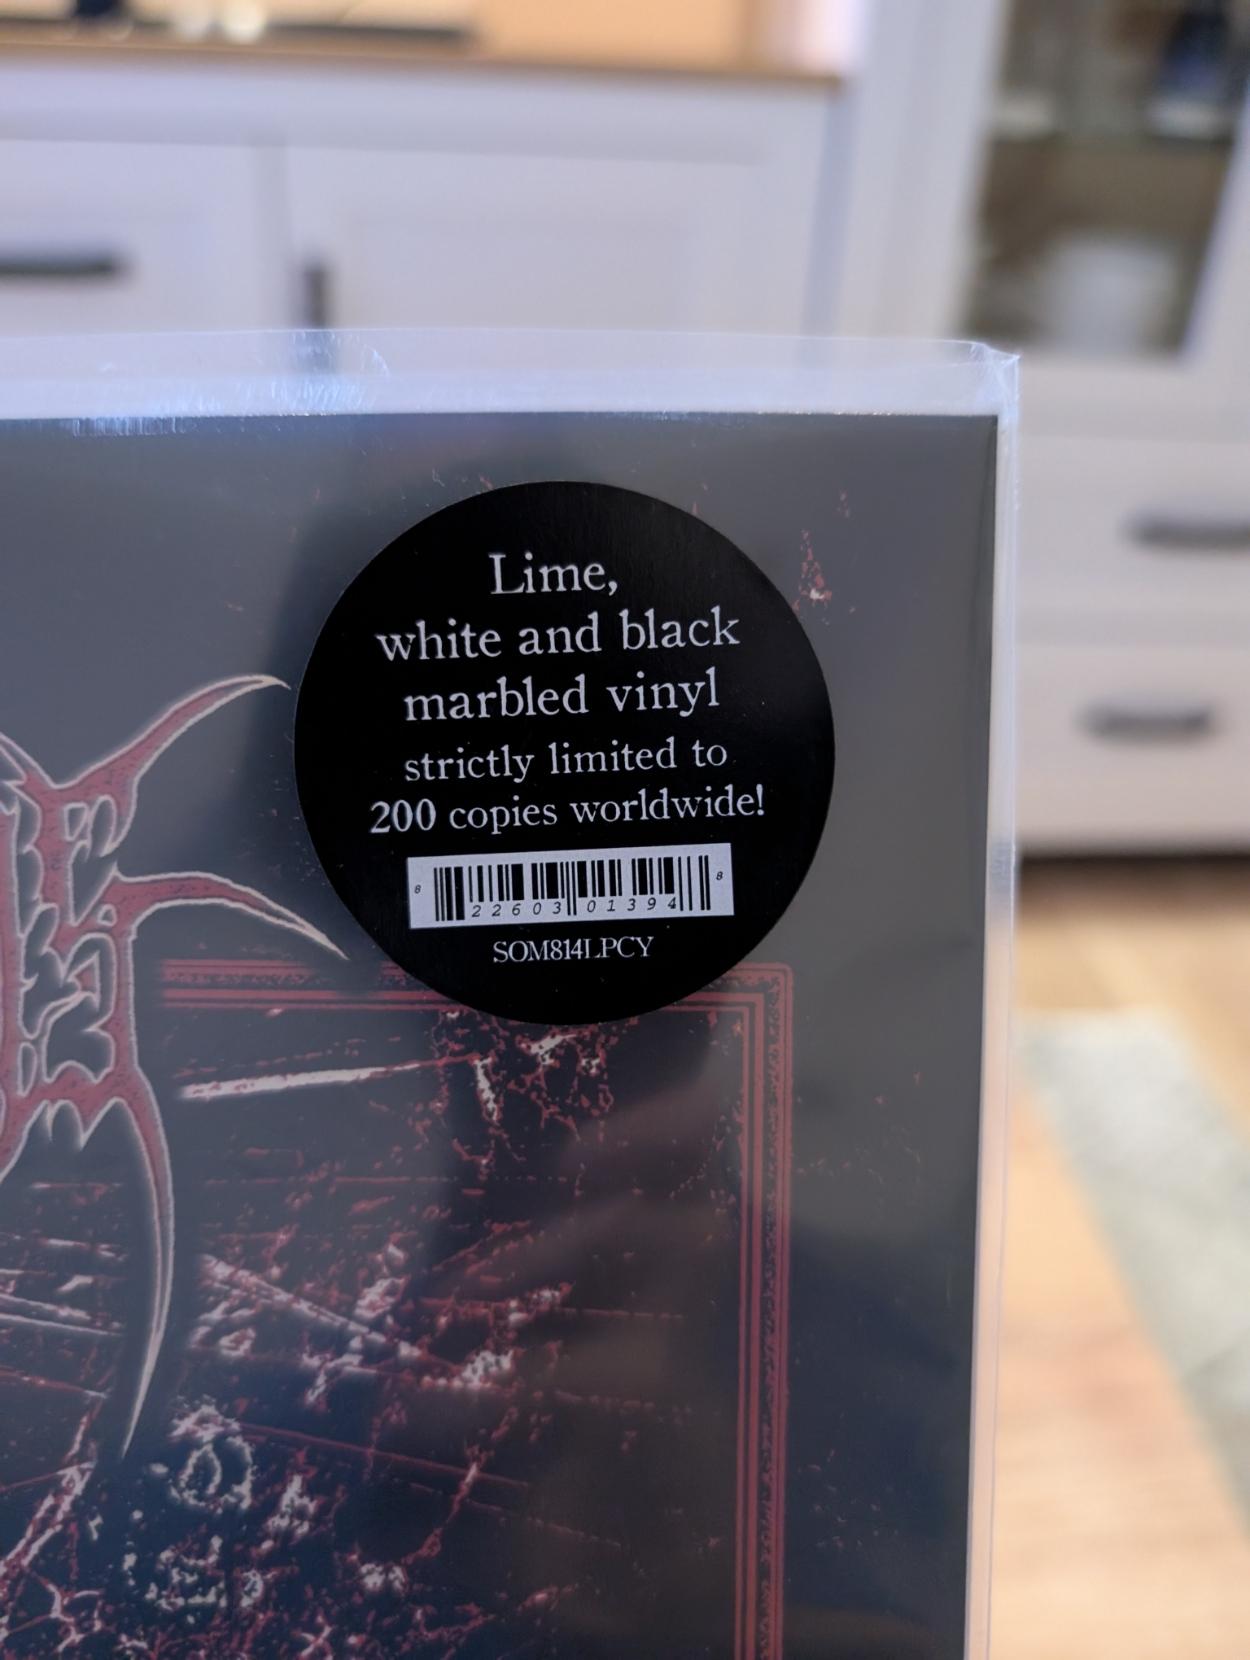 Lime,
white and black
marbled vinyl
strictly limited to
200 copies worldwide!
8 22603 01394 8
SOM814LPCY